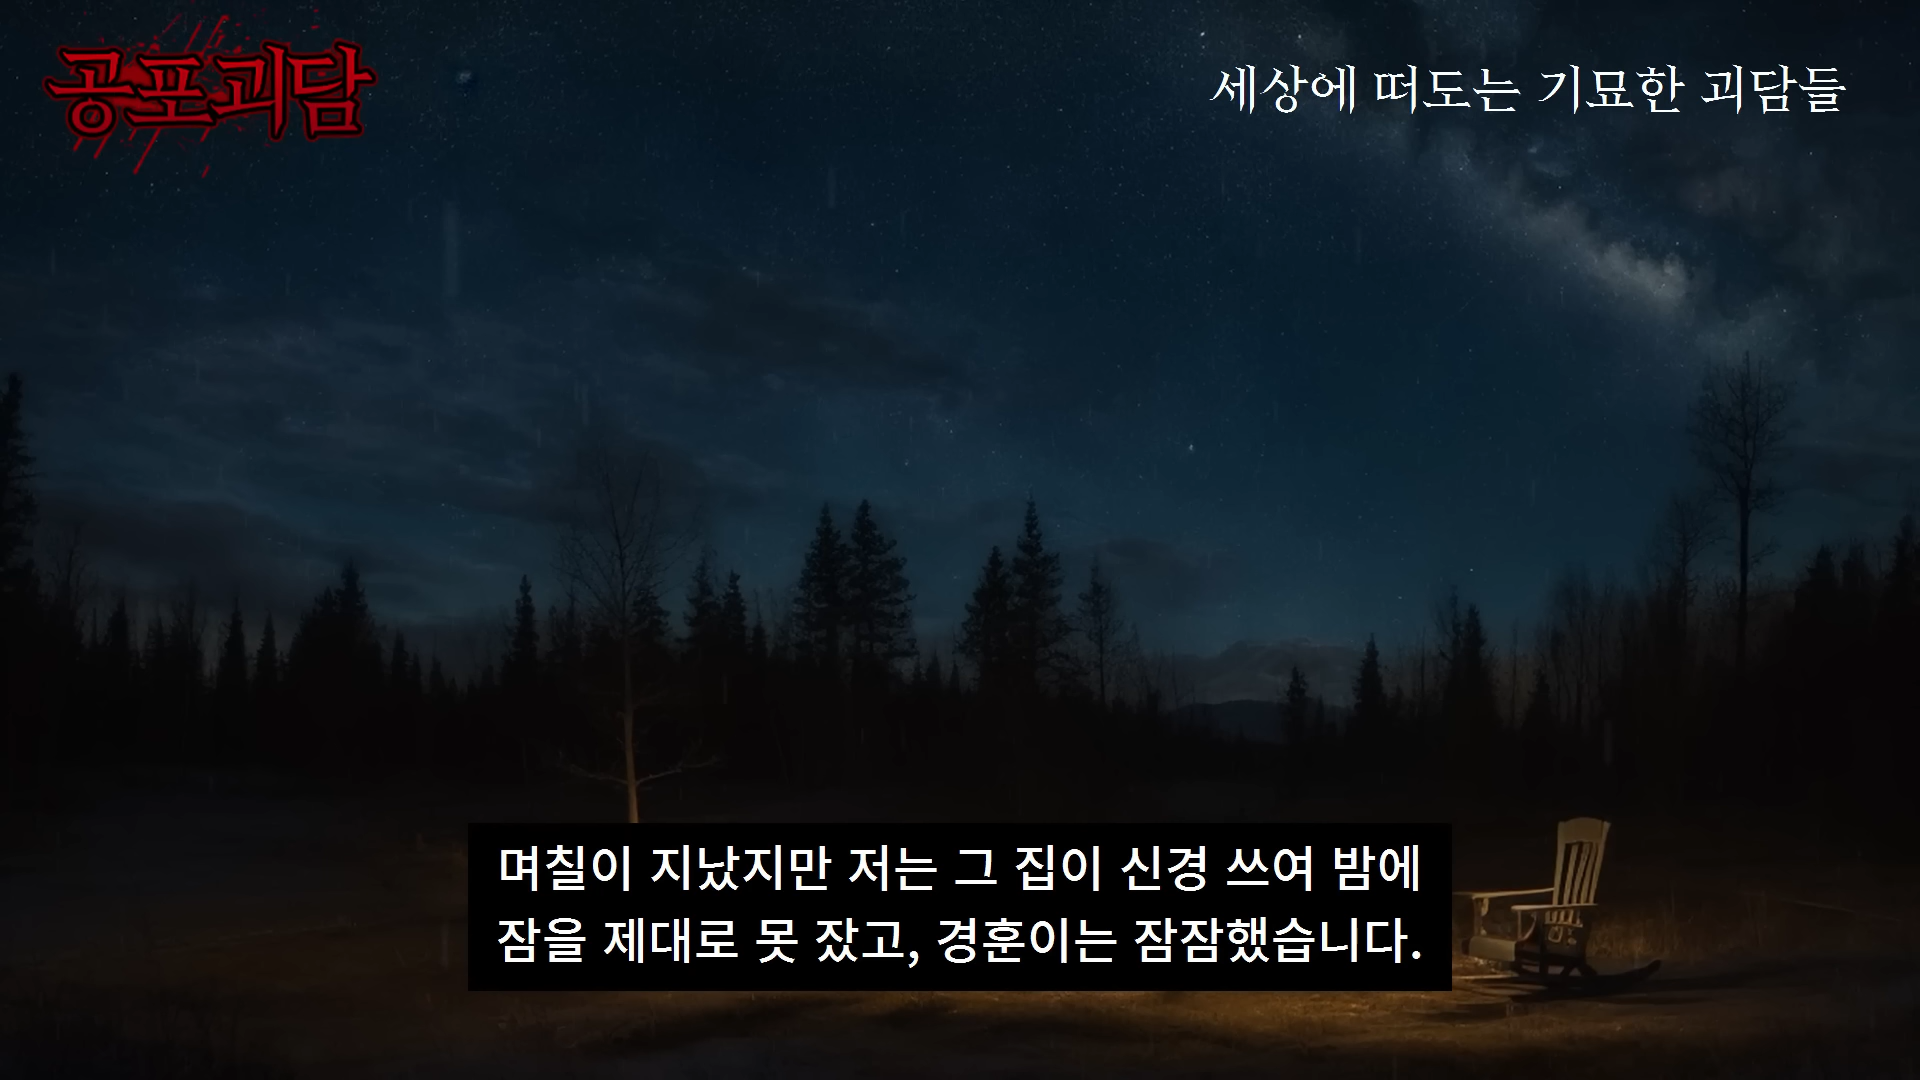 공포괴담
세상에 떠도는 기묘한 괴담들
며칠이 지났지만 저는 그 집이 신경 쓰여 밤에
잠을 제대로 못 잤고, 경훈이는 잠잠했습니다.